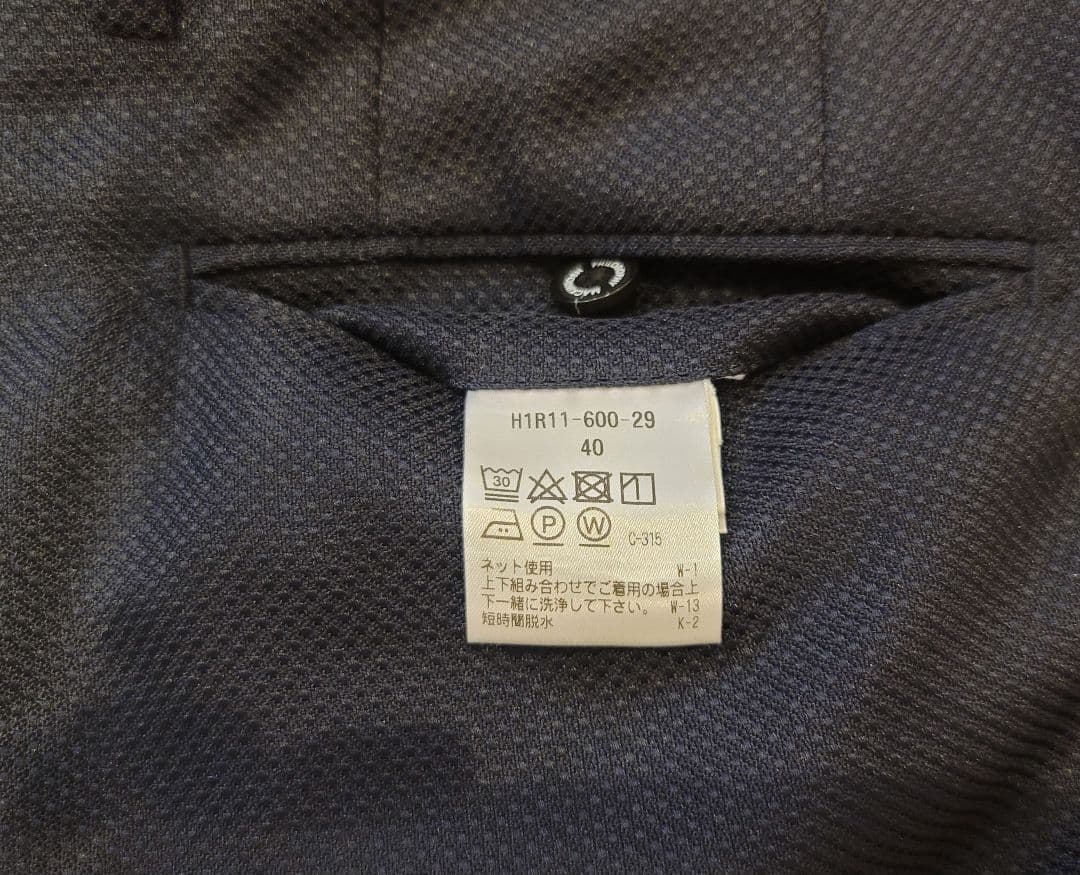 H1R11-600-29
40
30
P W C-315
ネット使用 W-1
上下組み合わせでご着用の場合上
下一緒に洗浄して下さい。 W-13
短時間脱水 K-2